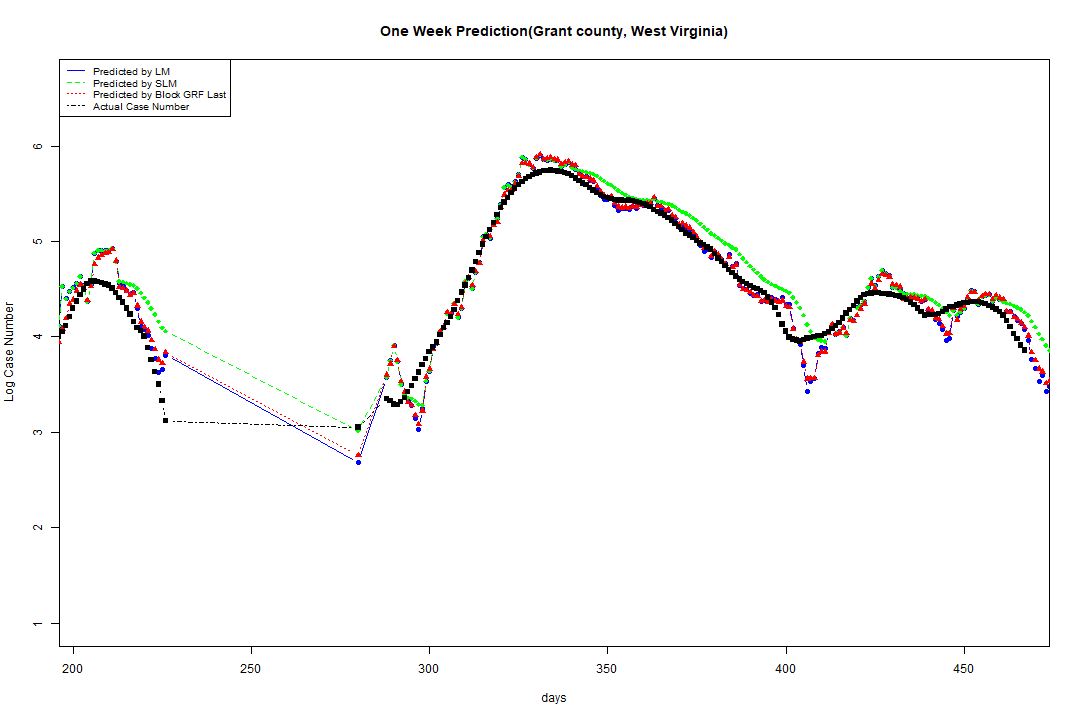 One Week Prediction(Grant county, West Virginia)
Predicted by LM
Predicted by SLM
Predicted by Block GRF Last
Actual Case Number
Log Case Number
6
5
4
3
2
1
200 250 300 350 400 450
days